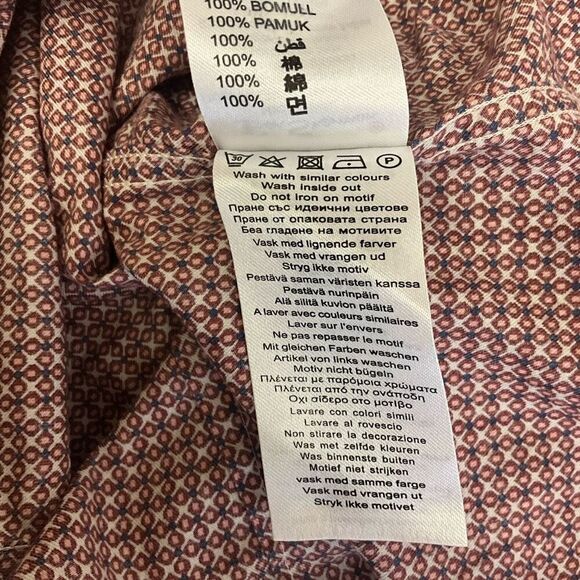 100% BOMULL
100% PAMUK
100% قطن
100% 棉
100% 綿
100% 면
30 P
Wash with similar colours
Wash inside out
Do not iron on motif
Пране със идеични цветове
Пране от опаковата страна
Беа гладене на мотивите
Vask med lignende farver
Vask med vrangen ud
Stryg ikke motiv
Pestävä saman väristen kanssa
Pestävä nurinpäin
Alä silitä kuvion päältä
A laver avec couleurs similaires
Laver sur l'envers
Ne pas repasser le motif
Mit gleichen Farben waschen
Artikel von links waschen
Motiv nicht bügeln
Πλένεται με παρόμοια χρώματα
Πλένεται από την ανάποδη
Όχι σίδερο στο μοτίβο
Lavare con colori simili
Lavare al rovescio
Non stirare la decorazione
Was met zelfde kleuren
Was binnenste buiten
Motief niet strijken
vask med samme farge
Vask med vrangen ut
Stryk ikke motivet